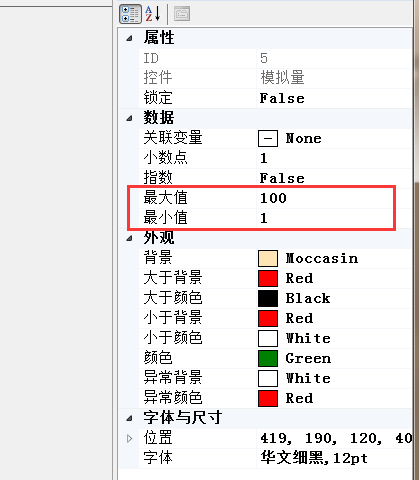 属性
ID 5
控件 模拟量
锁定 False
数据
关联变量 None
小数点 1
指数 False
最大值 100
最小值 1
外观
背景 Moccasin
大于背景 Red
大于颜色 Black
小于背景 Red
小于颜色 White
颜色 Green
异常背景 White
异常颜色 Red
字体与尺寸
位置 419, 190, 120, 40
字体 华文细黑,12pt